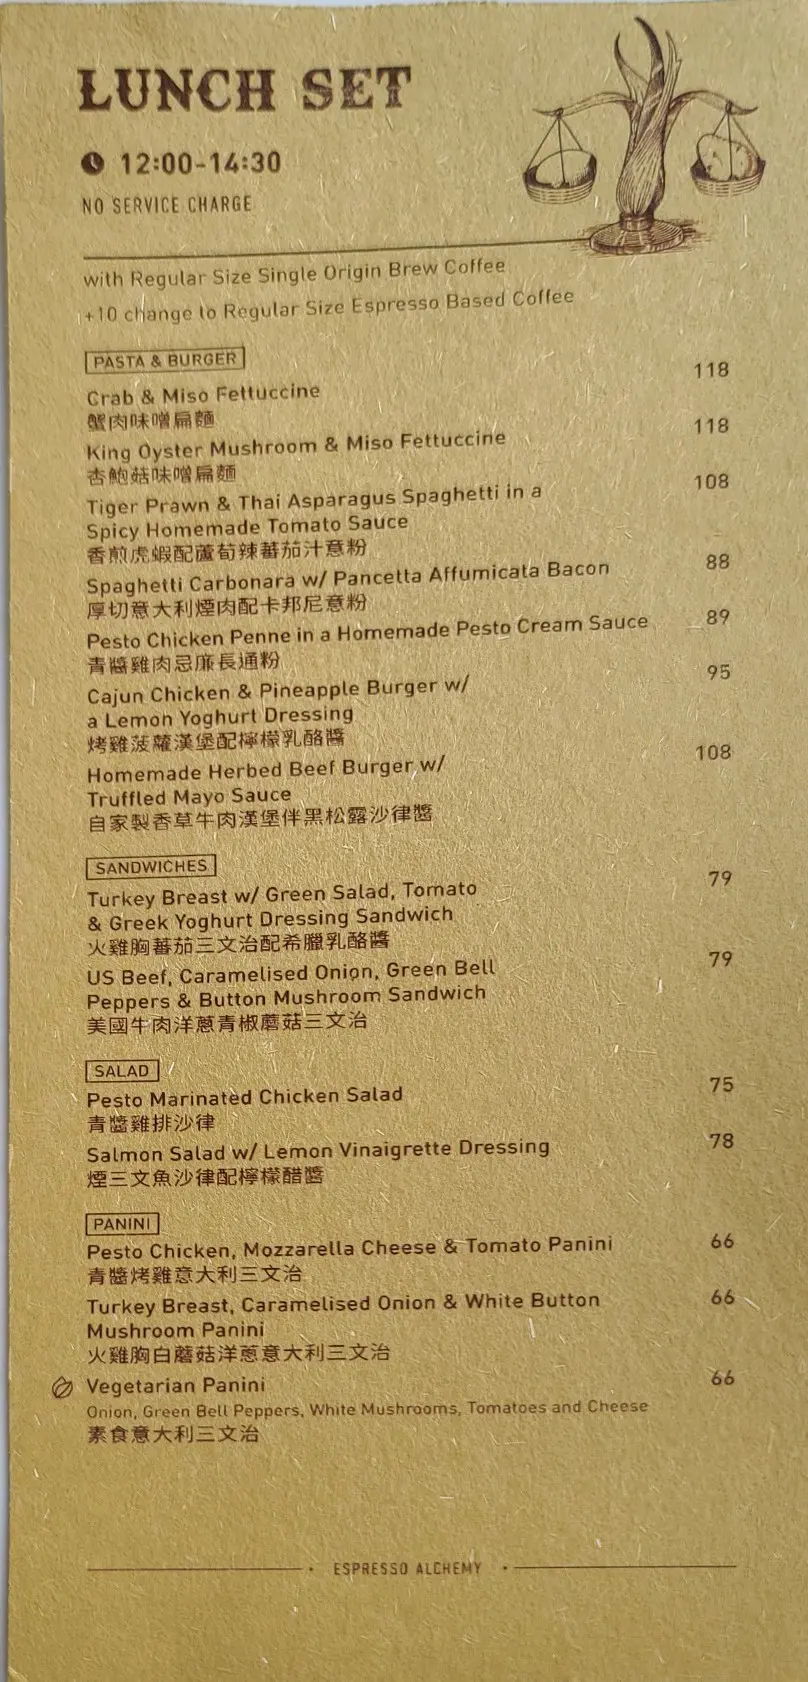 LUNCH SET
12:00-14:30
NO SERVICE CHARGE
with Regular Size Single Origin Brew Coffee
+10 change to Regular Size Espresso Based Coffee
PASTA & BURGER
Crab & Miso Fettuccine 118
蟹肉味噌扁麵
King Oyster Mushroom & Miso Fettuccine 118
杏鮑菇味噌扁麵
Tiger Prawn & Thai Asparagus Spaghetti in a 108
Spicy Homemade Tomato Sauce
香煎虎蝦配蘆荀辣蕃茄汁意粉
Spaghetti Carbonara w/ Pancetta Affumicata Bacon 88
厚切意大利煙肉配卡邦尼意粉
Pesto Chicken Penne in a Homemade Pesto Cream Sauce 89
青醬雞肉忌廉長通粉
Cajun Chicken & Pineapple Burger w/ 95
a Lemon Yoghurt Dressing
烤雞菠蘿漢堡配檸檬乳酪醬
Homemade Herbed Beef Burger w/ 108
Truffled Mayo Sauce
自家製香草牛肉漢堡伴黑松露沙律醬
SANDWICHES
Turkey Breast w/ Green Salad, Tomato 79
& Greek Yoghurt Dressing Sandwich
火雞胸蕃茄三文治配希臘乳酪醬
US Beef, Caramelised Onion, Green Bell 79
Peppers & Button Mushroom Sandwich
美國牛肉洋蔥青椒蘑菇三文治
SALAD
Pesto Marinated Chicken Salad 75
青醬雞排沙律
Salmon Salad w/ Lemon Vinaigrette Dressing 78
煙三文魚沙律配檸檬醋醬
PANINI
Pesto Chicken, Mozzarella Cheese & Tomato Panini 66
青醬烤雞意大利三文治
Turkey Breast, Caramelised Onion & White Button 66
Mushroom Panini
火雞胸白蘑菇洋蔥意大利三文治
Vegetarian Panini 66
Onion, Green Bell Peppers, White Mushrooms, Tomatoes and Cheese
素食意大利三文治
ESPRESSO ALCHEMY